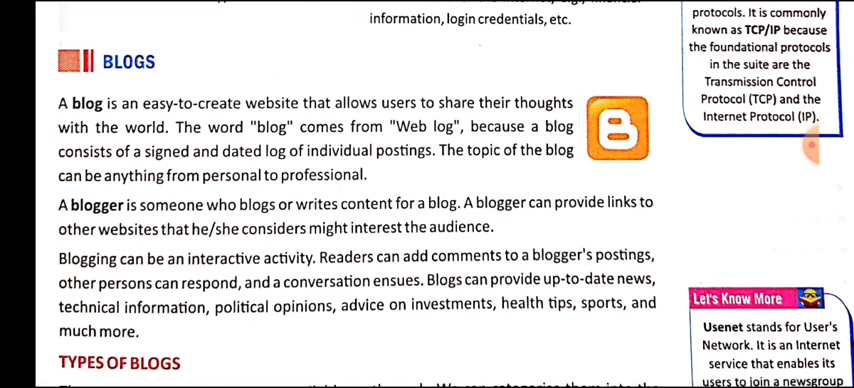 information, login credentials, etc.
BLOGS
A blog is an easy-to-create website that allows users to share their thoughts
with the world. The word "blog" comes from "Web log", because a blog
consists of a signed and dated log of individual postings. The topic of the blog
can be anything from personal to professional.
A blogger is someone who blogs or writes content for a blog. A blogger can provide links to
other websites that he/she considers might interest the audience.
Blogging can be an interactive activity. Readers can add comments to a blogger's postings,
other persons can respond, and a conversation ensues. Blogs can provide up-to-date news,
technical information, political opinions, advice on investments, health tips, sports, and
much more.
TYPES OF BLOGS
protocols. It is commonly
known as TCP/IP because
the foundational protocols
in the suite are the
Transmission Control
Protocol (TCP) and the
Internet Protocol (IP).
Let's Know More
Usenet stands for User's
Network. It is an Internet
service that enables its
users to join a newsgroup